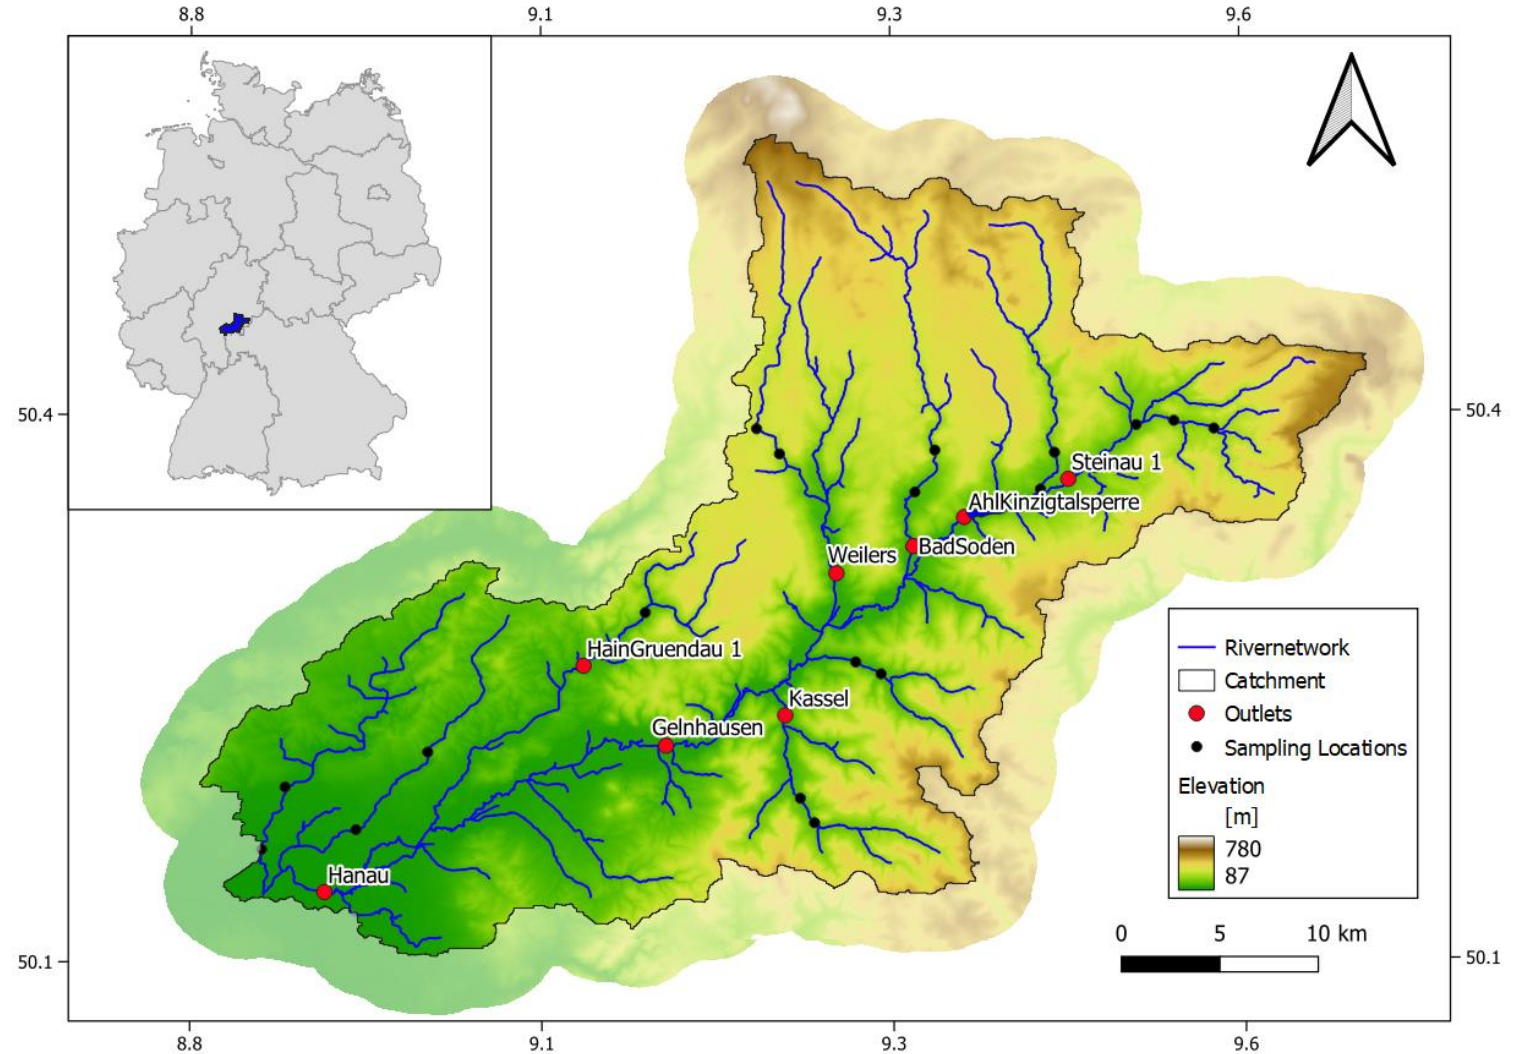 8.8 9.1 9.3 9.6
50.4 50.4
Steinau 1
AhlKinzigtalsperre
BadSoden
Weilers
HainGruendau 1
Kassel
Gelnhausen
Hanau
Rivernetwork
Catchment
Outlets
Sampling Locations
Elevation
[m]
780
87
0 5 10 km
50.1 50.1
8.8 9.1 9.3 9.6